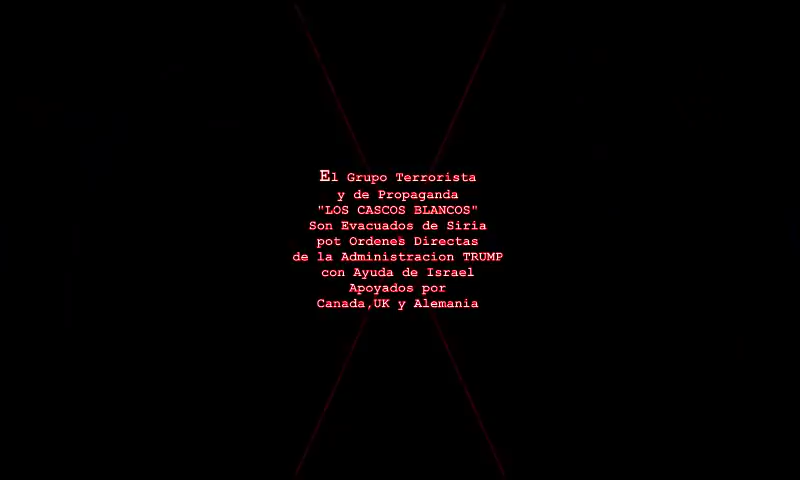 El Grupo Terrorista
y de Propaganda
"LOS CASCOS BLANCOS"
Son Evacuados de Siria
pot Ordenes Directas
de la Administracion TRUMP
con Ayuda de Israel
Apoyados por
Canada,UK y Alemania